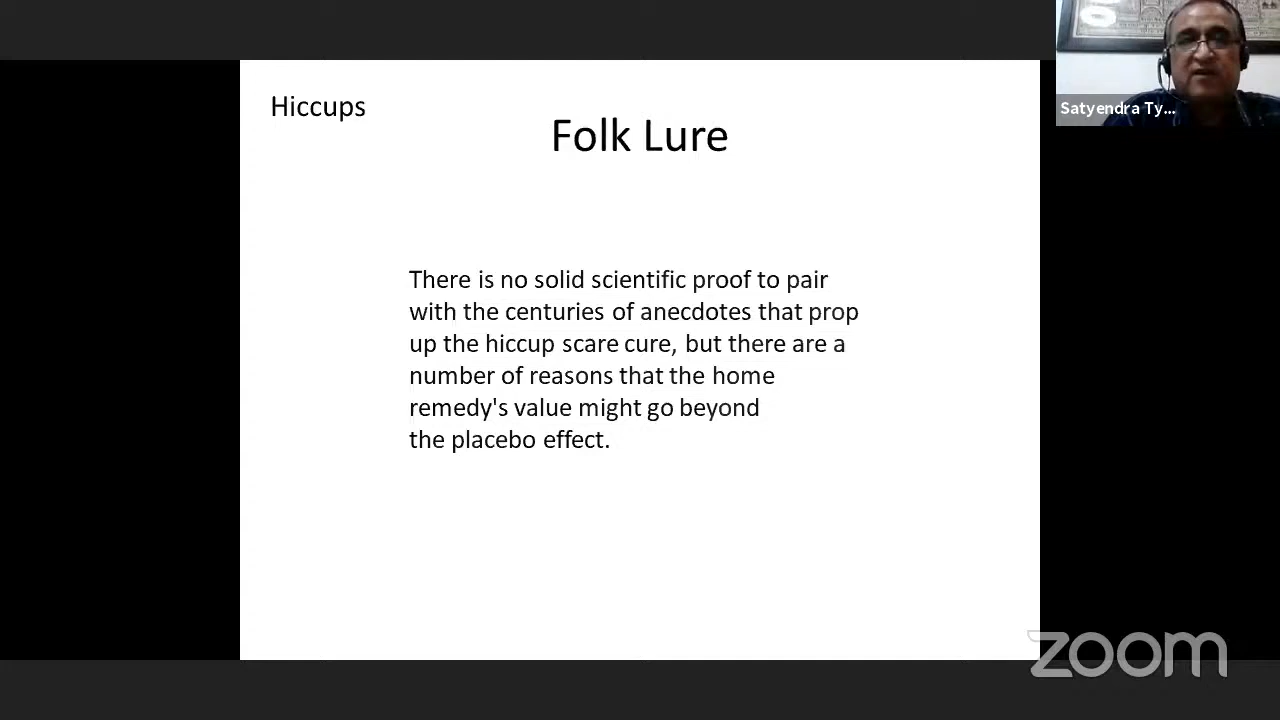 Hiccups
Folk Lure
There is no solid scientific proof to pair
with the centuries of anecdotes that prop
up the hiccup scare cure, but there are a
number of reasons that the home
remedy's value might go beyond
the placebo effect.
Satyendra Ty...
zoom